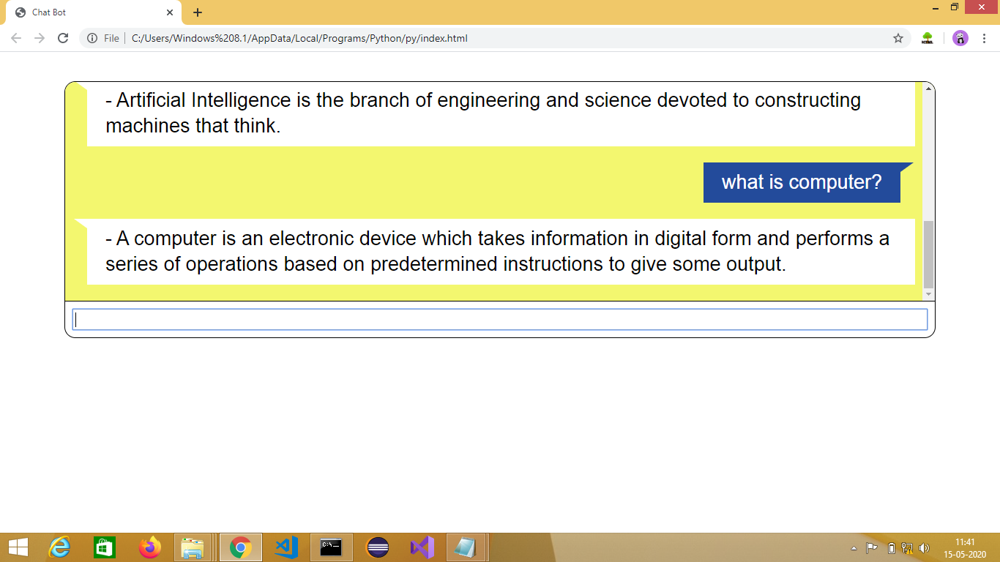 Chat Bot
File
C:/Users/Windows%208.1/AppData/Local/Programs/Python/py/index.html
- Artificial Intelligence is the branch of engineering and science devoted to constructing
machines that think.
what is computer?
- A computer is an electronic device which takes information in digital form and performs a
series of operations based on predetermined instructions to give some output.
11:41
15-05-2020